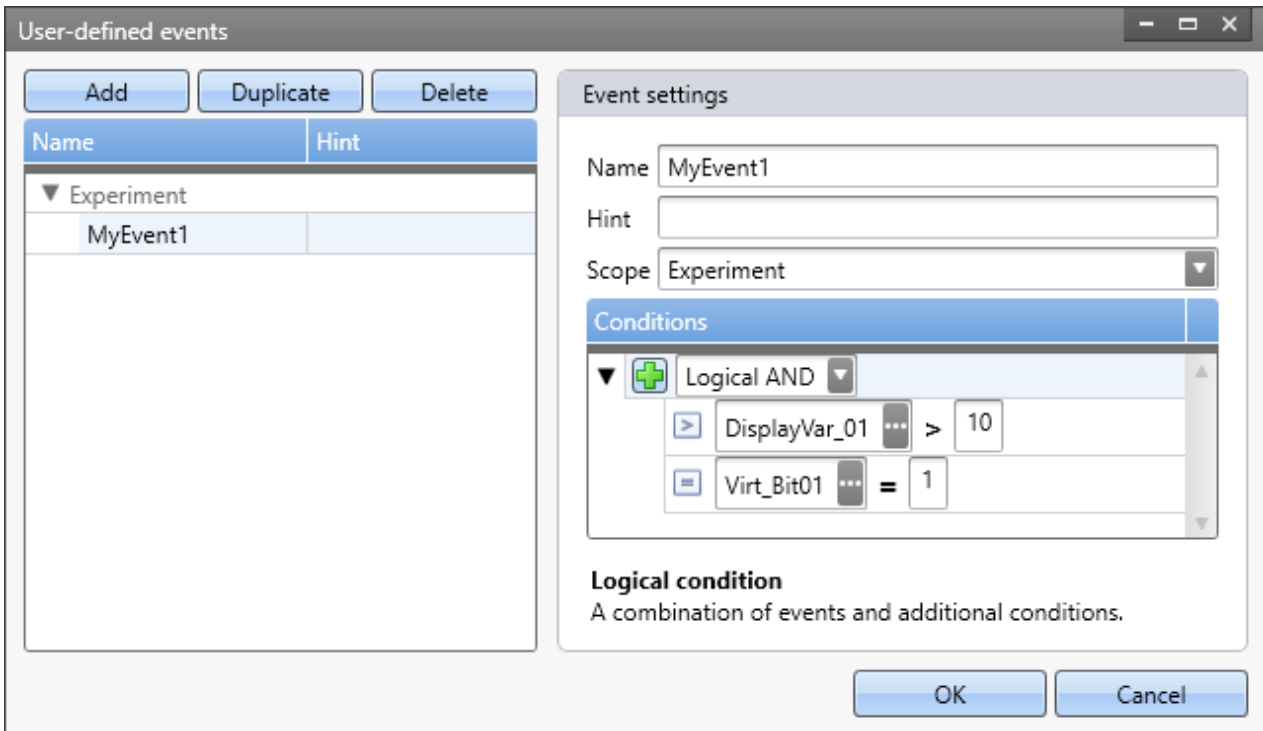 User-defined events
Add Duplicate Delete
Name Hint
Experiment
MyEvent1
Event settings
Name MyEvent1
Hint
Scope Experiment
Conditions
Logical AND
> DisplayVar_01 ... > 10
= Virt_Bit01 ... = 1
Logical condition
A combination of events and additional conditions.
OK Cancel